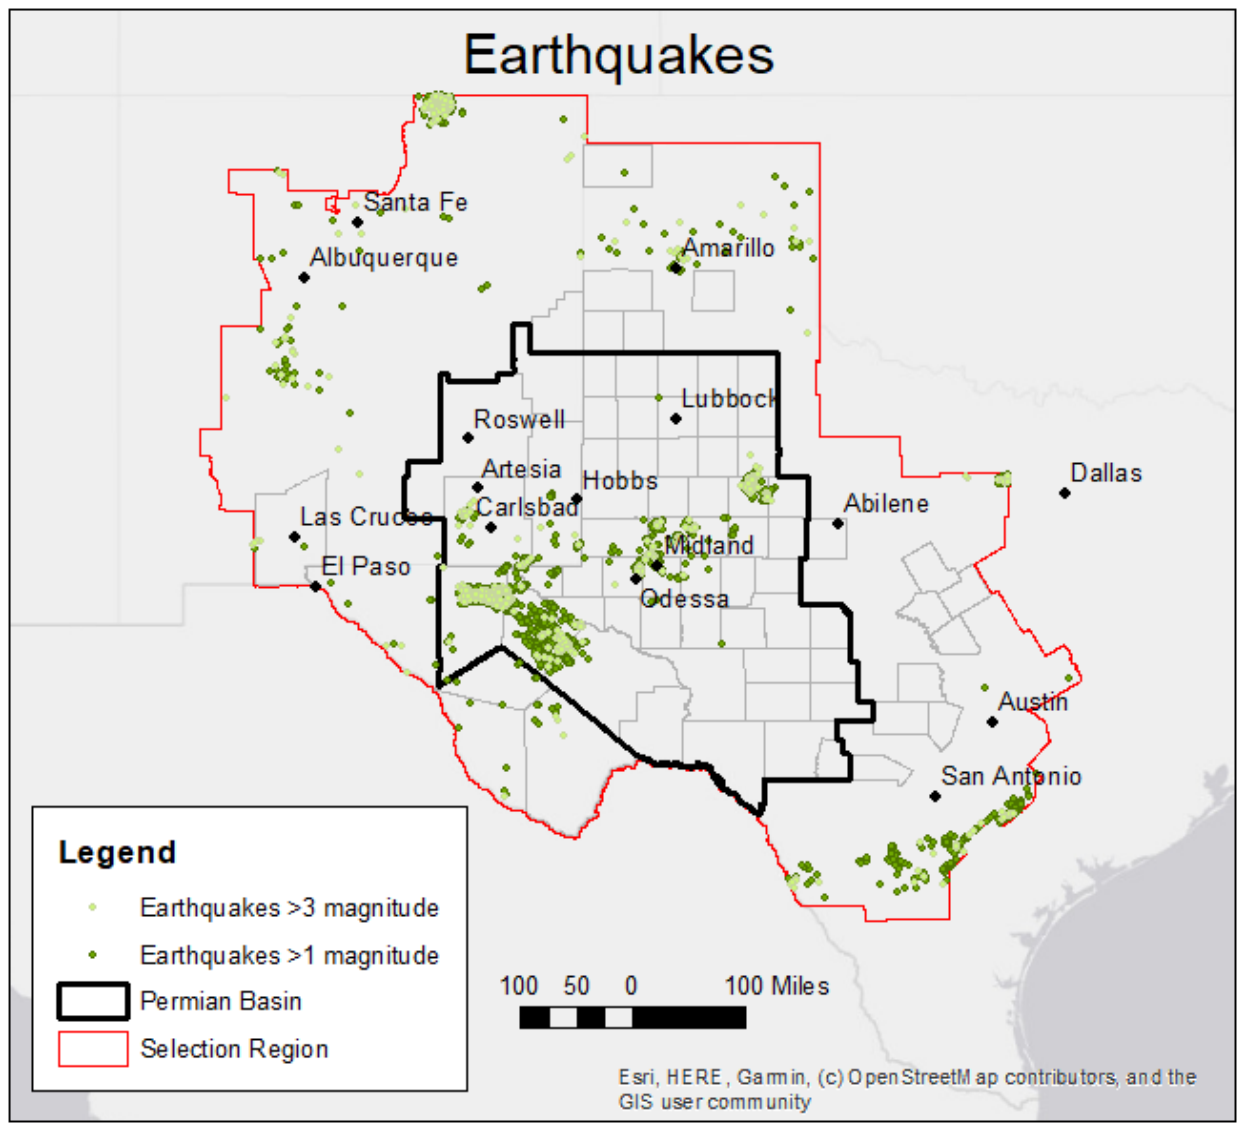 Earthquakes
Santa Fe
Albuquerque
Amarillo
Lubbock
Roswell
Artesia
Hobbs
Dallas
Carlsbad
Abilene
Las Cruces
Midland
El Paso
Odessa
Austin
San Antonio
Legend
Earthquakes >3 magnitude
Earthquakes >1 magnitude
Permian Basin
Selection Region
100 50 0 100 Miles
Esri, HERE, Garmin, (c) OpenStreetMap contributors, and the
GIS user community